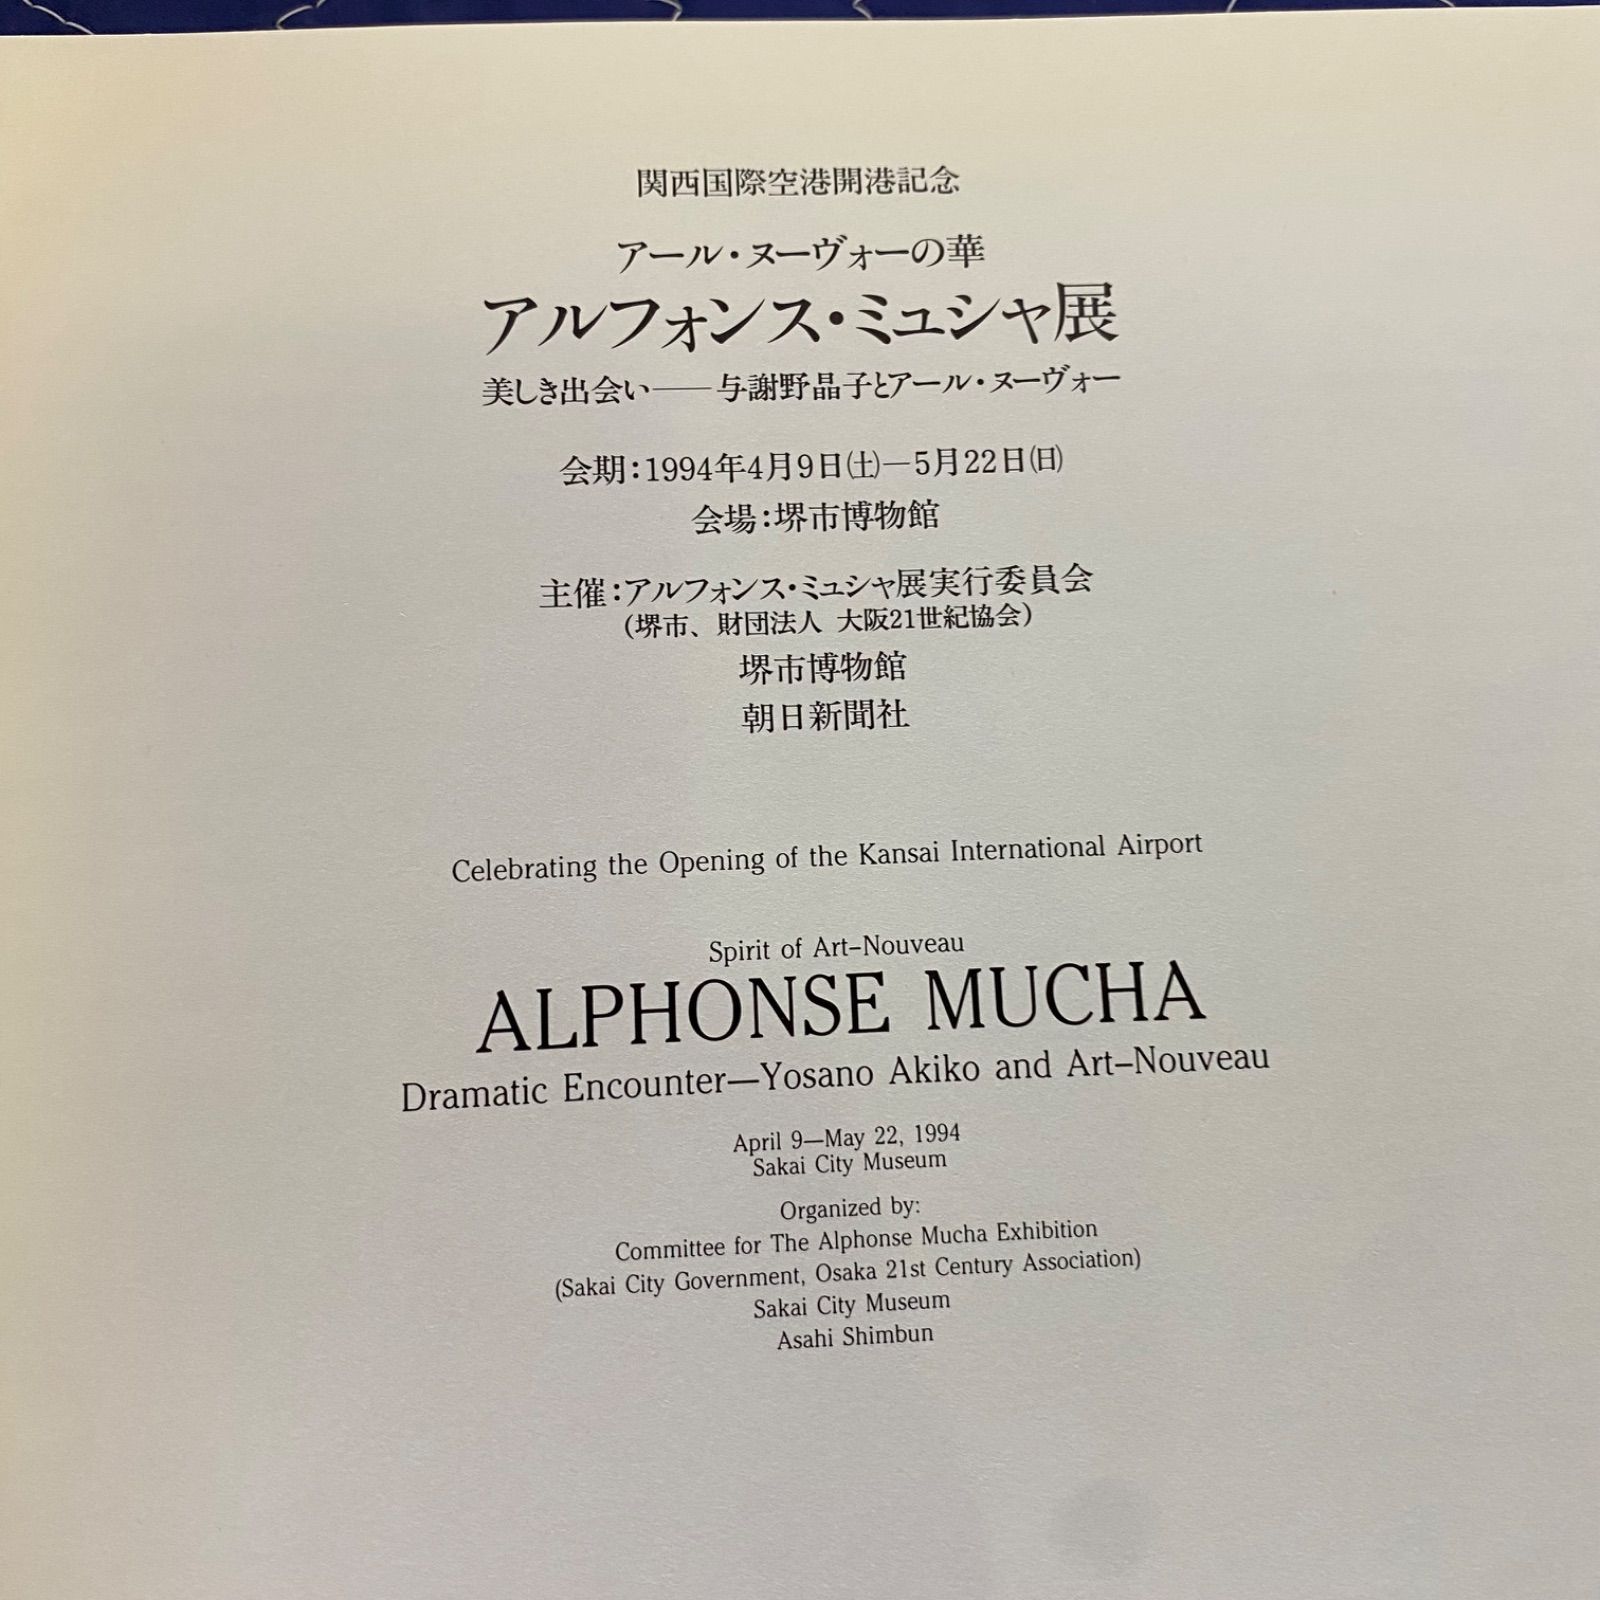 関西国際空港開港記念
アール・ヌーヴォーの華
アルフォンス・ミュシャ展
美しき出会い──与謝野晶子とアール・ヌーヴォー
会期:1994年4月9日㈯―5月22日㈰
会場:堺市博物館
主催:アルフォンス・ミュシャ展実行委員会
(堺市、財団法人 大阪21世紀協会)
堺市博物館
朝日新聞社
Celebrating the Opening of the Kansai International Airport
Spirit of Art–Nouveau
ALPHONSE MUCHA
Dramatic Encounter—Yosano Akiko and Art–Nouveau
April 9—May 22, 1994
Sakai City Museum
Organized by:
Committee for The Alphonse Mucha Exhibition
(Sakai City Government, Osaka 21st Century Association)
Sakai City Museum
Asahi Shimbun